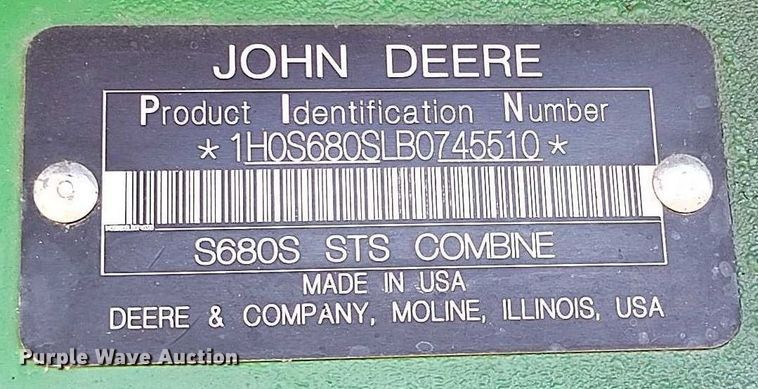 JOHN DEERE
Product Identification Number
*1H0S680SLB0745510*
S680S STS COMBINE
MADE IN USA
DEERE & COMPANY, MOLINE, ILLINOIS, USA
Purple Wave Auction